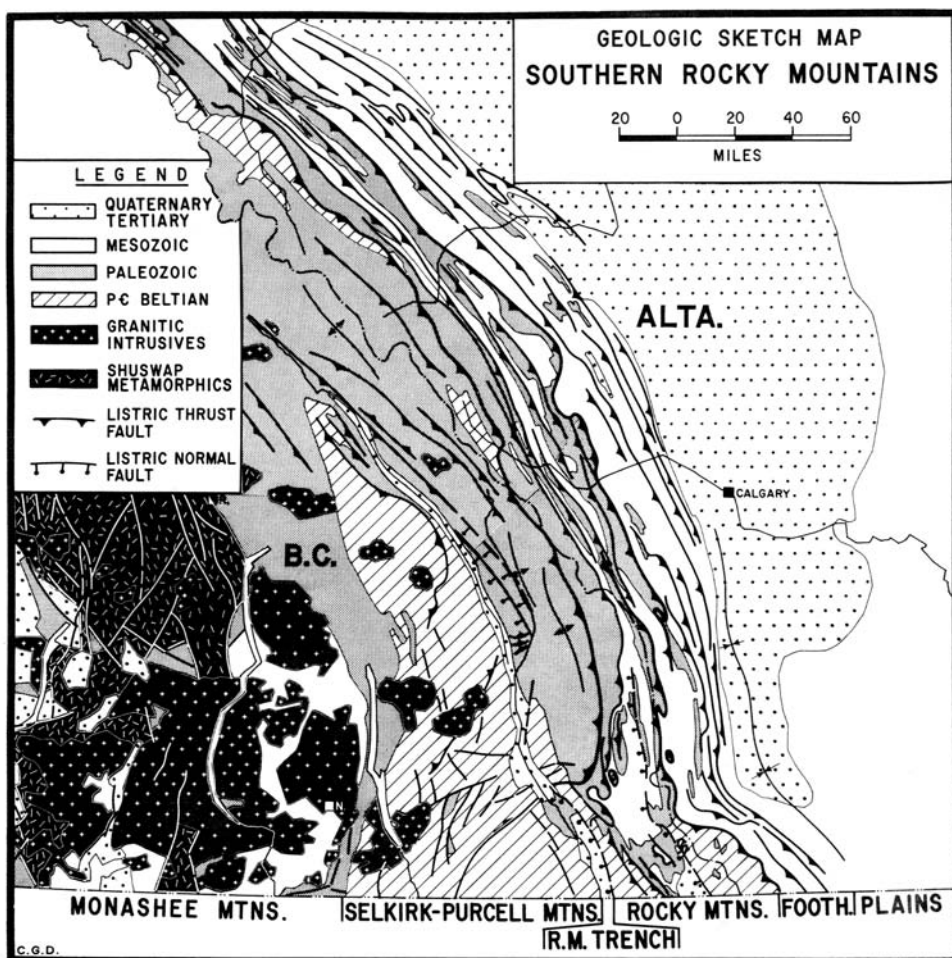 GEOLOGIC SKETCH MAP
SOUTHERN ROCKY MOUNTAINS
20 0 20 40 60
MILES
LEGEND
QUATERNARY
TERTIARY
MESOZOIC
PALEOZOIC
P-Є BELTIAN
GRANITIC
INTRUSIVES
SHUSWAP
METAMORPHICS
LISTRIC THRUST
FAULT
LISTRIC NORMAL
FAULT
ALTA.
CALGARY
B.C.
R.
N.
MONASHEE MTNS.
SELKIRK-PURCELL MTNS.
ROCKY MTNS.
FOOTH.
PLAINS
R.M. TRENCH
C.G.D.